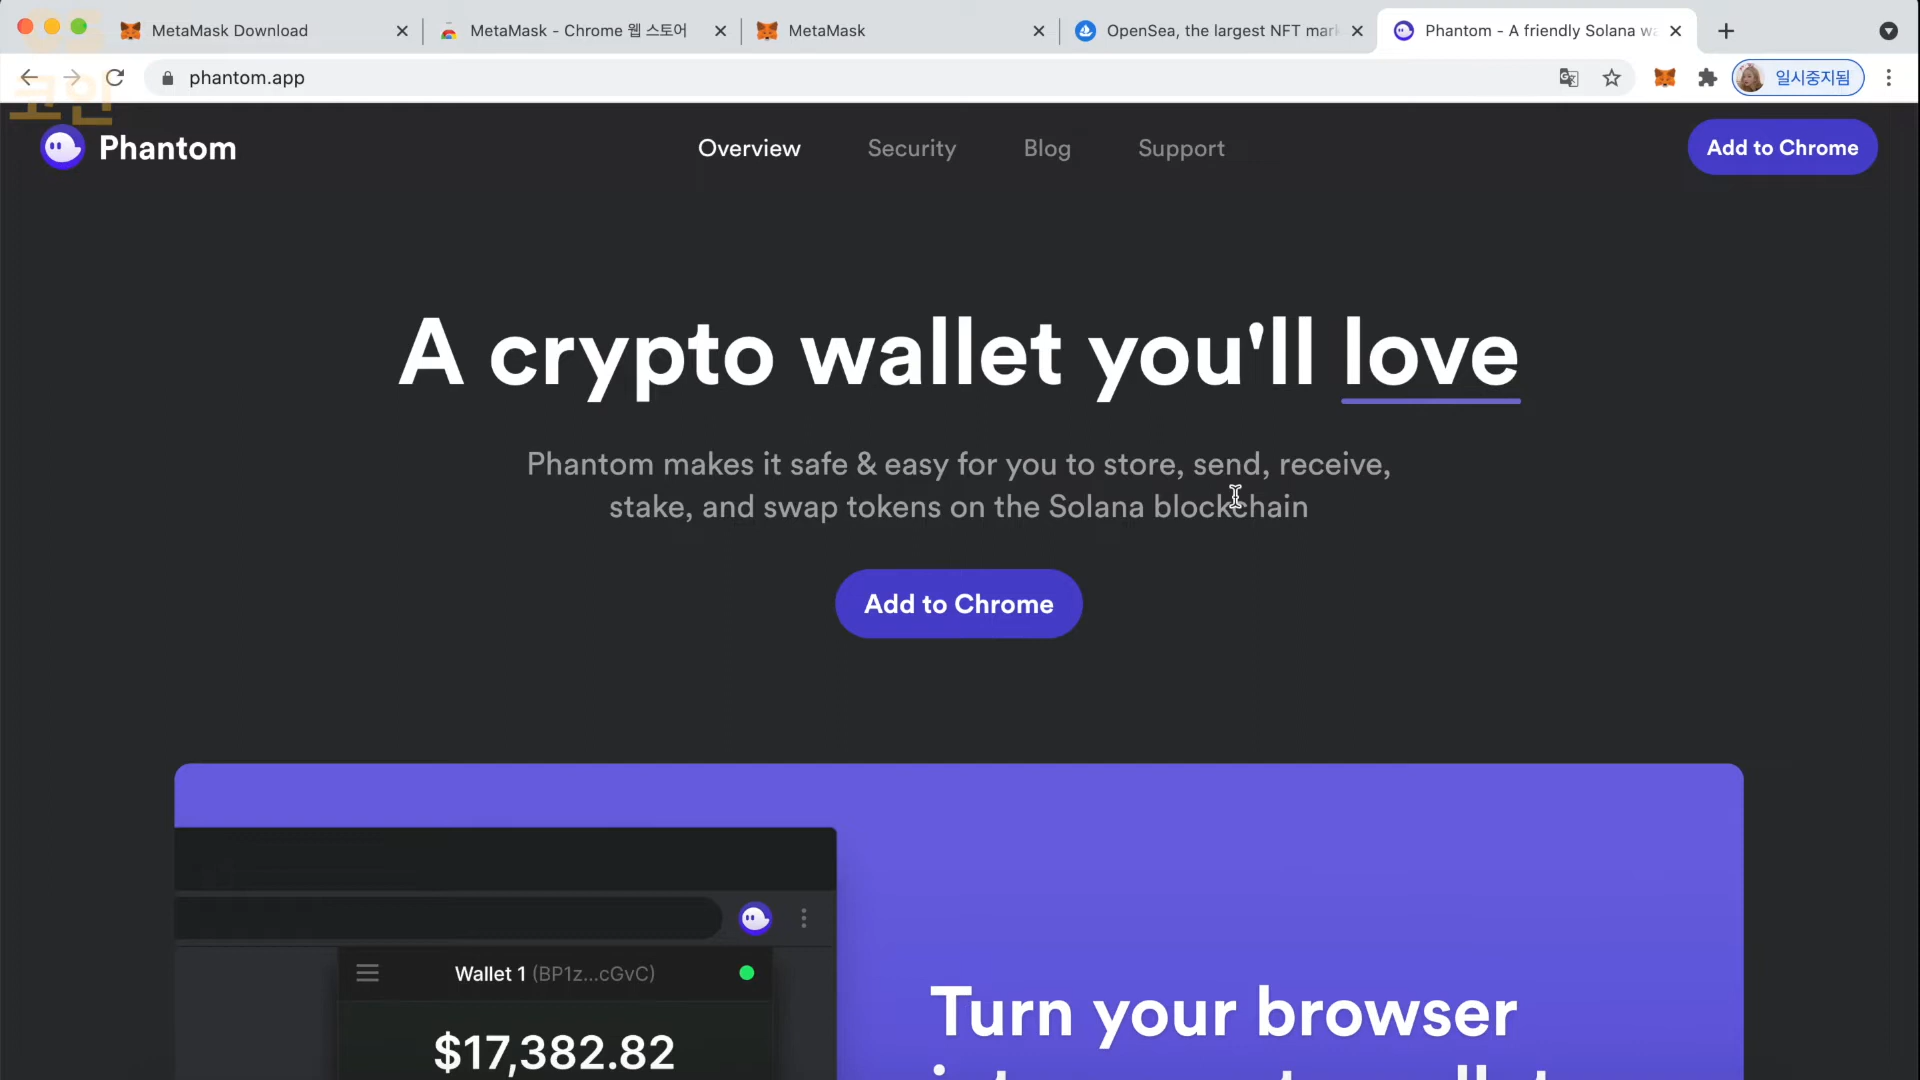 MetaMask Download
MetaMask - Chrome 웹 스토어
MetaMask
OpenSea, the largest NFT mar
Phantom - A friendly Solana wa
phantom.app
일시중지됨
코인
Phantom
Overview
Security
Blog
Support
Add to Chrome
A crypto wallet you'll love
Phantom makes it safe & easy for you to store, send, receive,
stake, and swap tokens on the Solana blockchain
Add to Chrome
Wallet 1 (BP1z...cGvC)
$17,382.82
Turn your browser